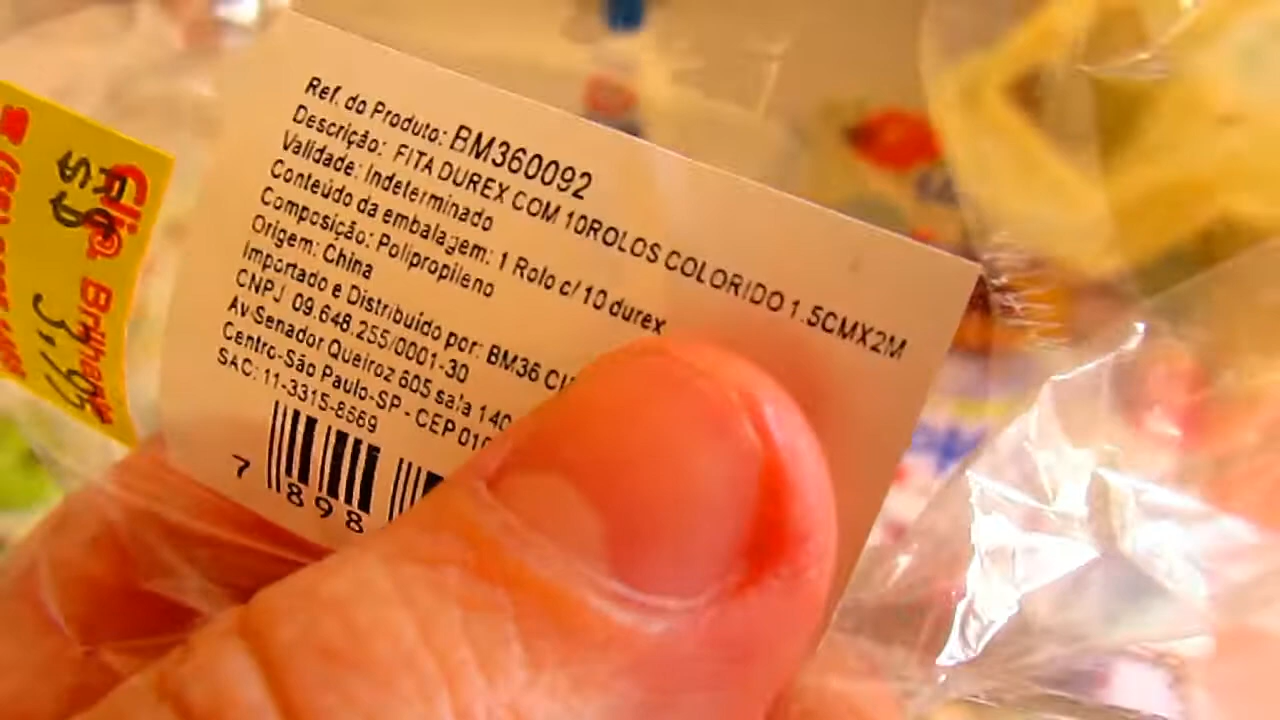 Ref. do Produto: BM360092
Descrição: FITA DUREX COM 10ROLOS COLORIDO 1.5CMX2M
Validade: Indeterminado
Conteúdo da embalagem: 1 Rolo c/ 10 durex
Composição: Polipropileno
Origem: China
Importado e Distribuído por: BM36
CNPJ 09.648.255/0001-30
Av Senador Queiroz 605 sala 140
Centro-São Paulo-SP - CEP 010
SAC: 11-3315-8669
7 898
Brilhante
R$
3,99